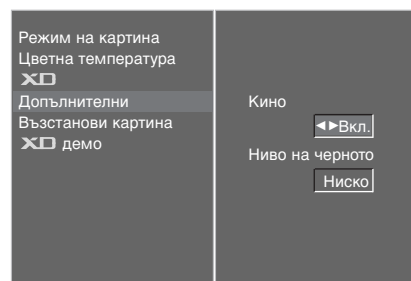 Режим на картина
Цветна температура
XD
Допълнителни
Възстанови картина
XD демо
Кино
◄►Вкл.
Ниво на черното
Ниско